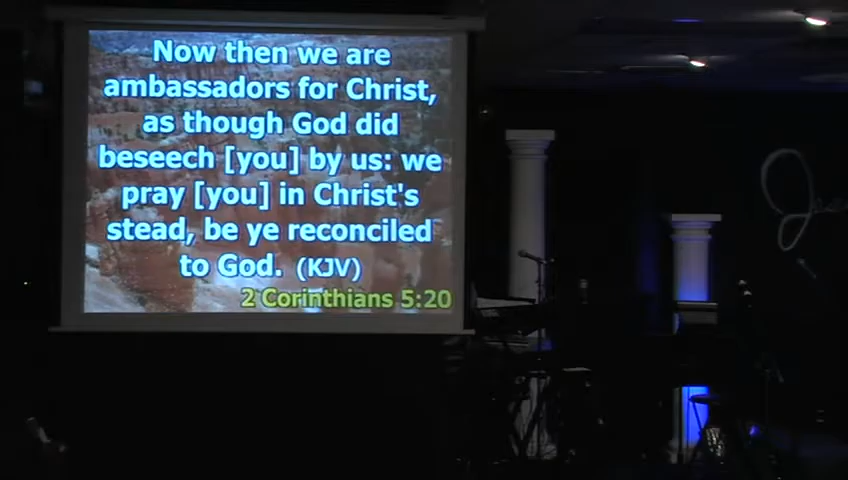 Now then we are
ambassadors for Christ,
as though God did
beseech [you] by us: we
pray [you] in Christ's
stead, be ye reconciled
to God. (KJV)
2 Corinthians 5:20